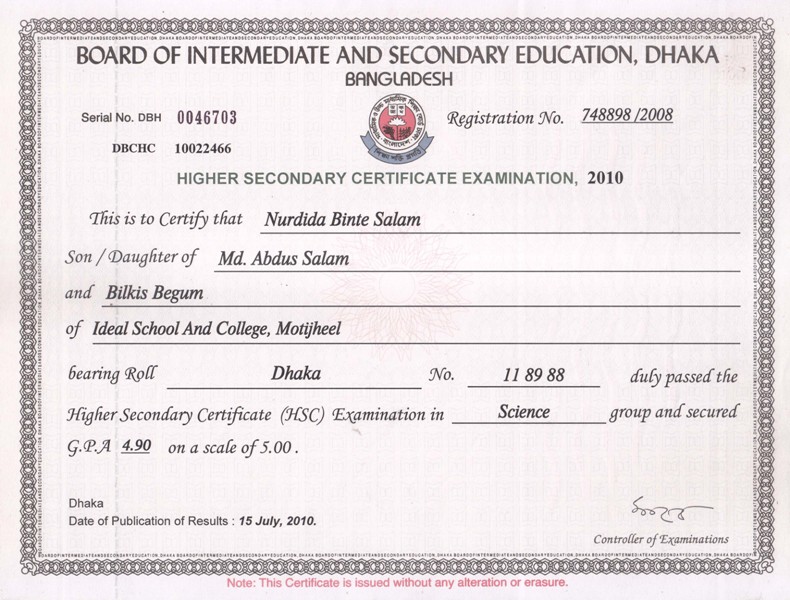 BOARD OF INTERMEDIATE AND SECONDARY EDUCATION, DHAKA
BANGLADESH
Serial No. DBH 0046703
Registration No. 748898 /2008
DBCHC 10022466
HIGHER SECONDARY CERTIFICATE EXAMINATION, 2010
This is to Certify that Nurdida Binte Salam
Son / Daughter of Md. Abdus Salam
and Bilkis Begum
of Ideal School And College, Motijheel
bearing Roll Dhaka No. 11 89 88 duly passed the
Higher Secondary Certificate (HSC) Examination in Science group and secured
G.P.A 4.90 on a scale of 5.00 .
Dhaka
Date of Publication of Results : 15 July, 2010.
Controller of Examinations
Note: This Certificate is issued without any alteration or erasure.